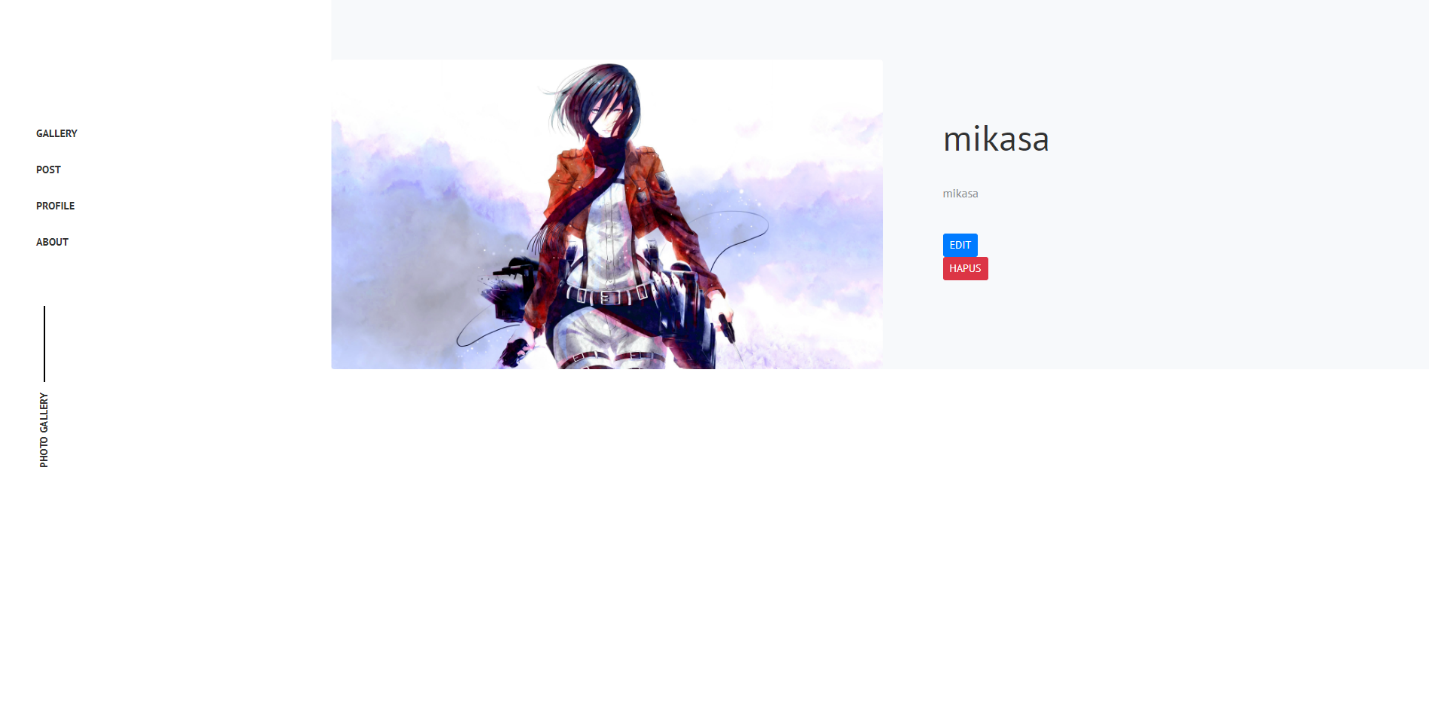 GALLERY
POST
PROFILE
ABOUT
PHOTO GALLERY
mikasa
mikasa
EDIT
HAPUS